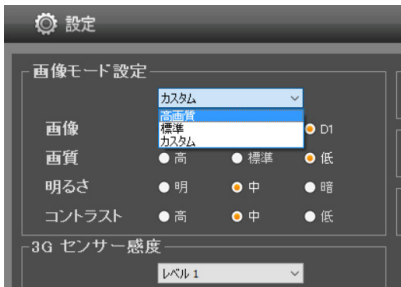 設定
画像モード設定
カスタム
高画質
標準
カスタム
画像 D1
画質 高 標準 低
明るさ 明 中 暗
コントラスト 高 中 低
3G センサー感度
レベル 1